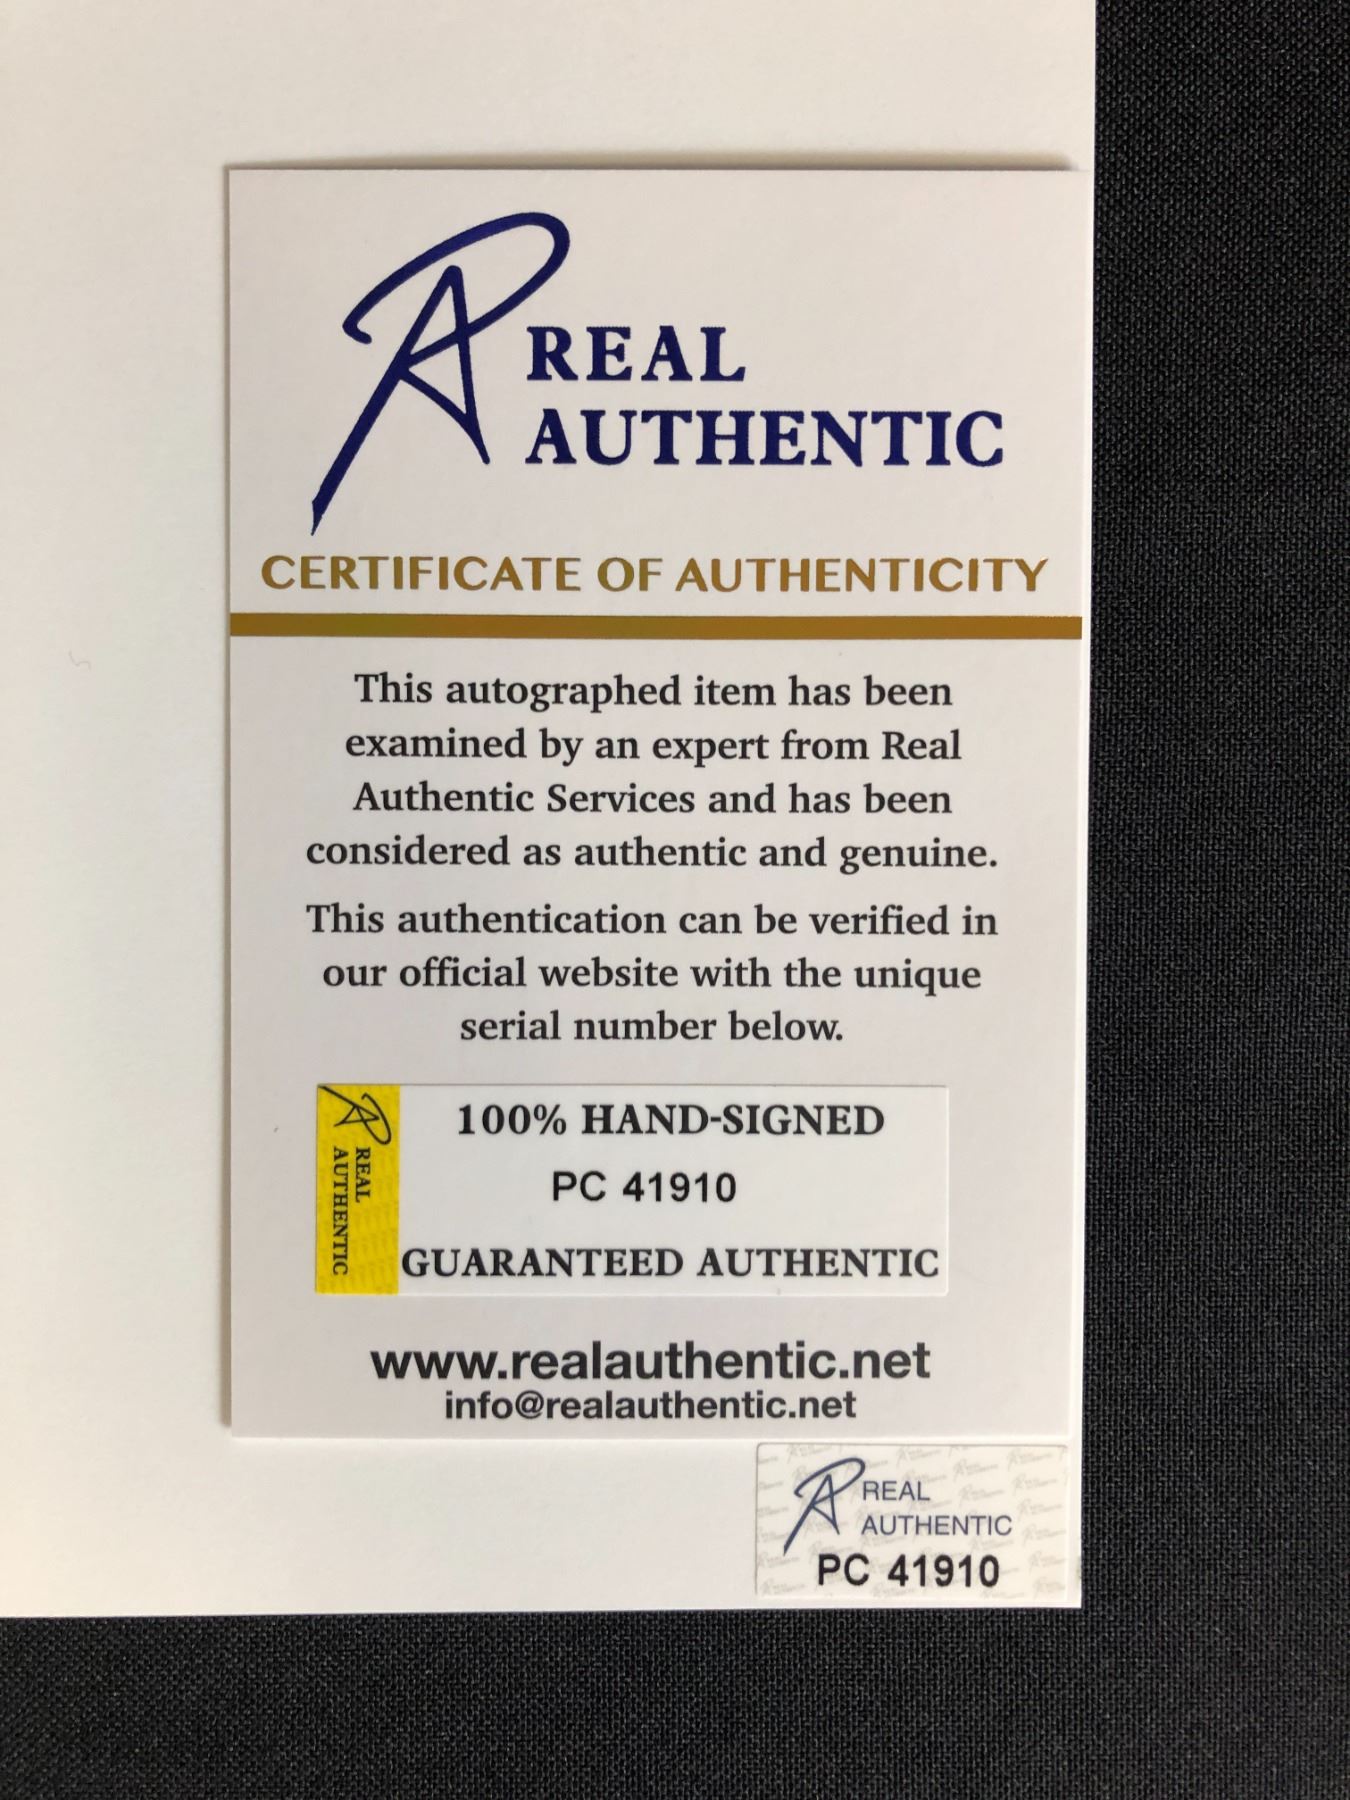 REAL
AUTHENTIC
CERTIFICATE OF AUTHENTICITY
This autographed item has been
examined by an expert from Real
Authentic Services and has been
considered as authentic and genuine.
This authentication can be verified in
our official website with the unique
serial number below.
REAL
AUTHENTIC
100% HAND-SIGNED
PC 41910
GUARANTEED AUTHENTIC
www.realauthentic.net
info@realauthentic.net
REAL
AUTHENTIC
PC 41910